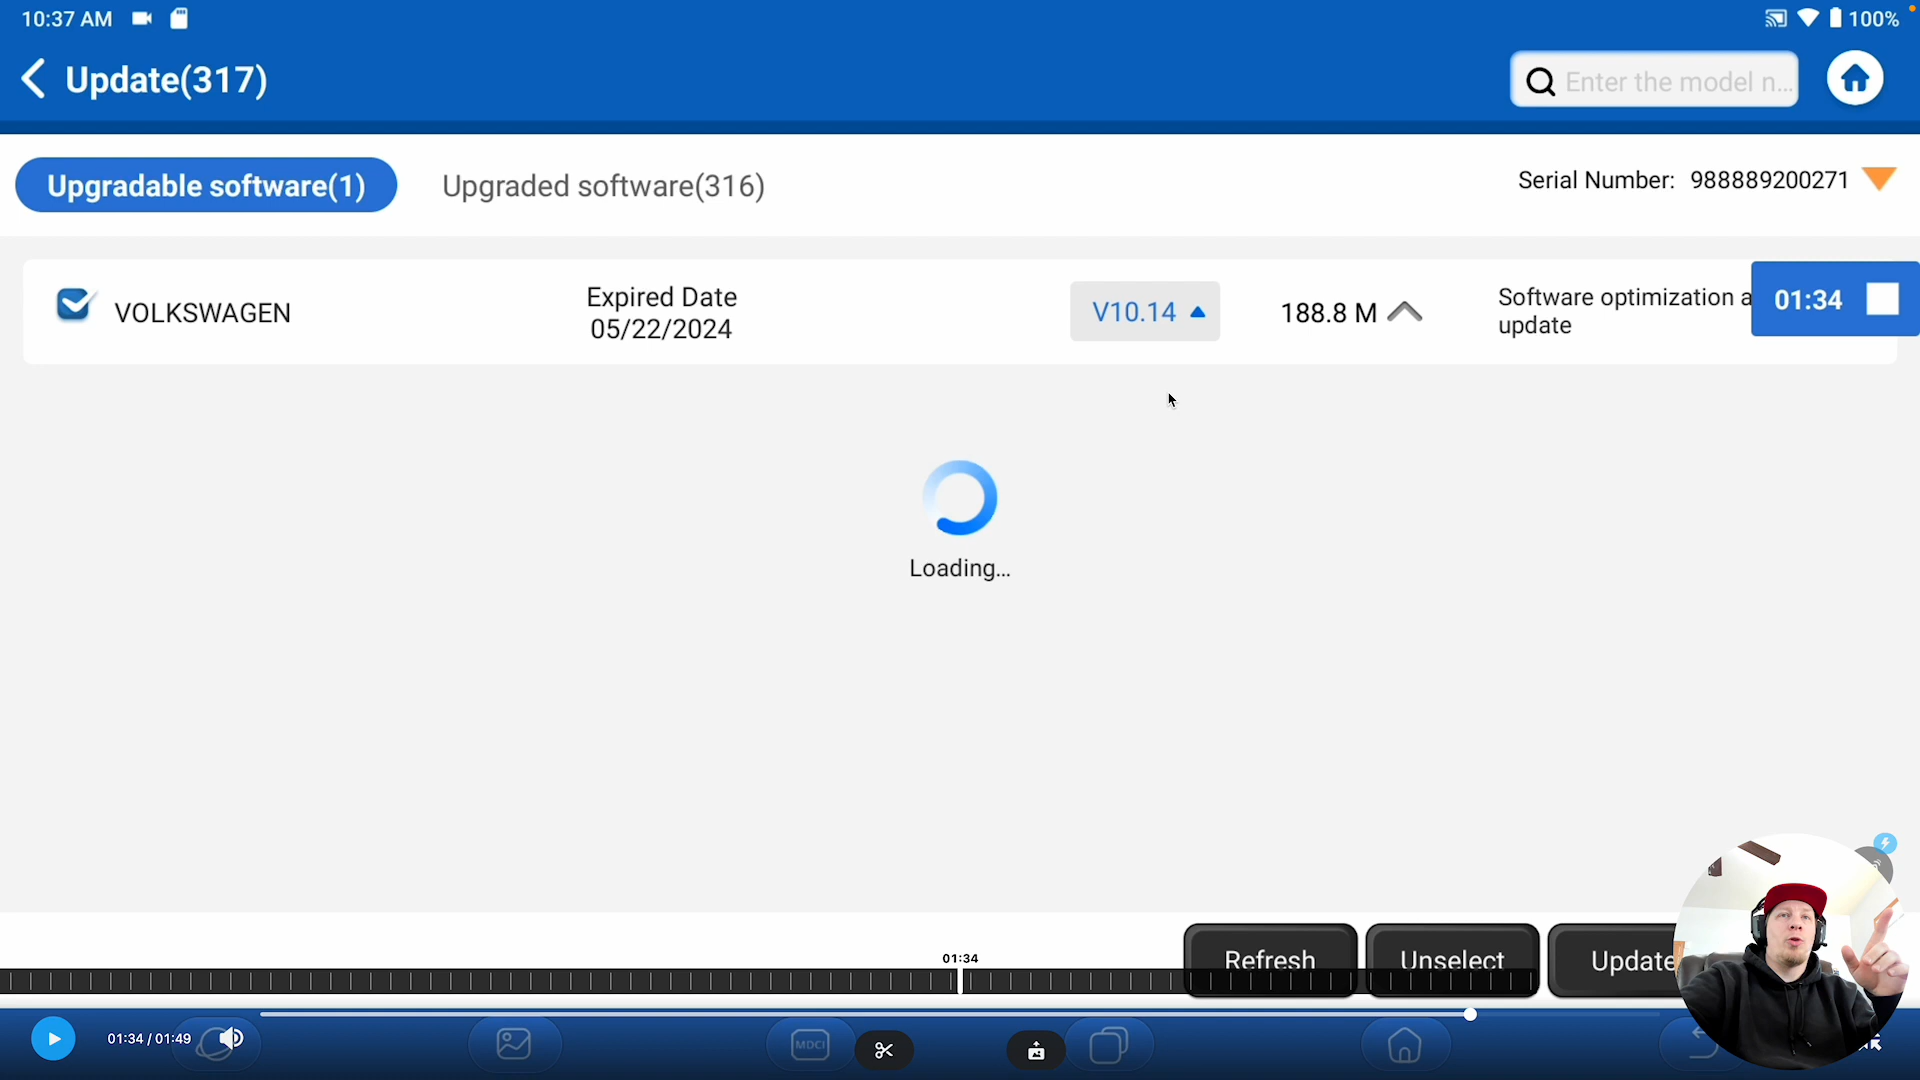 10:37 AM
100%
Update(317)
Enter the model n...
Upgradable software(1)
Upgraded software(316)
Serial Number: 988889200271
VOLKSWAGEN
Expired Date
05/22/2024
V10.14
188.8 M
Software optimization a
update
01:34
Loading...
Refresh
Unselect
Update
01:34
01:34 / 01:49
MDCI